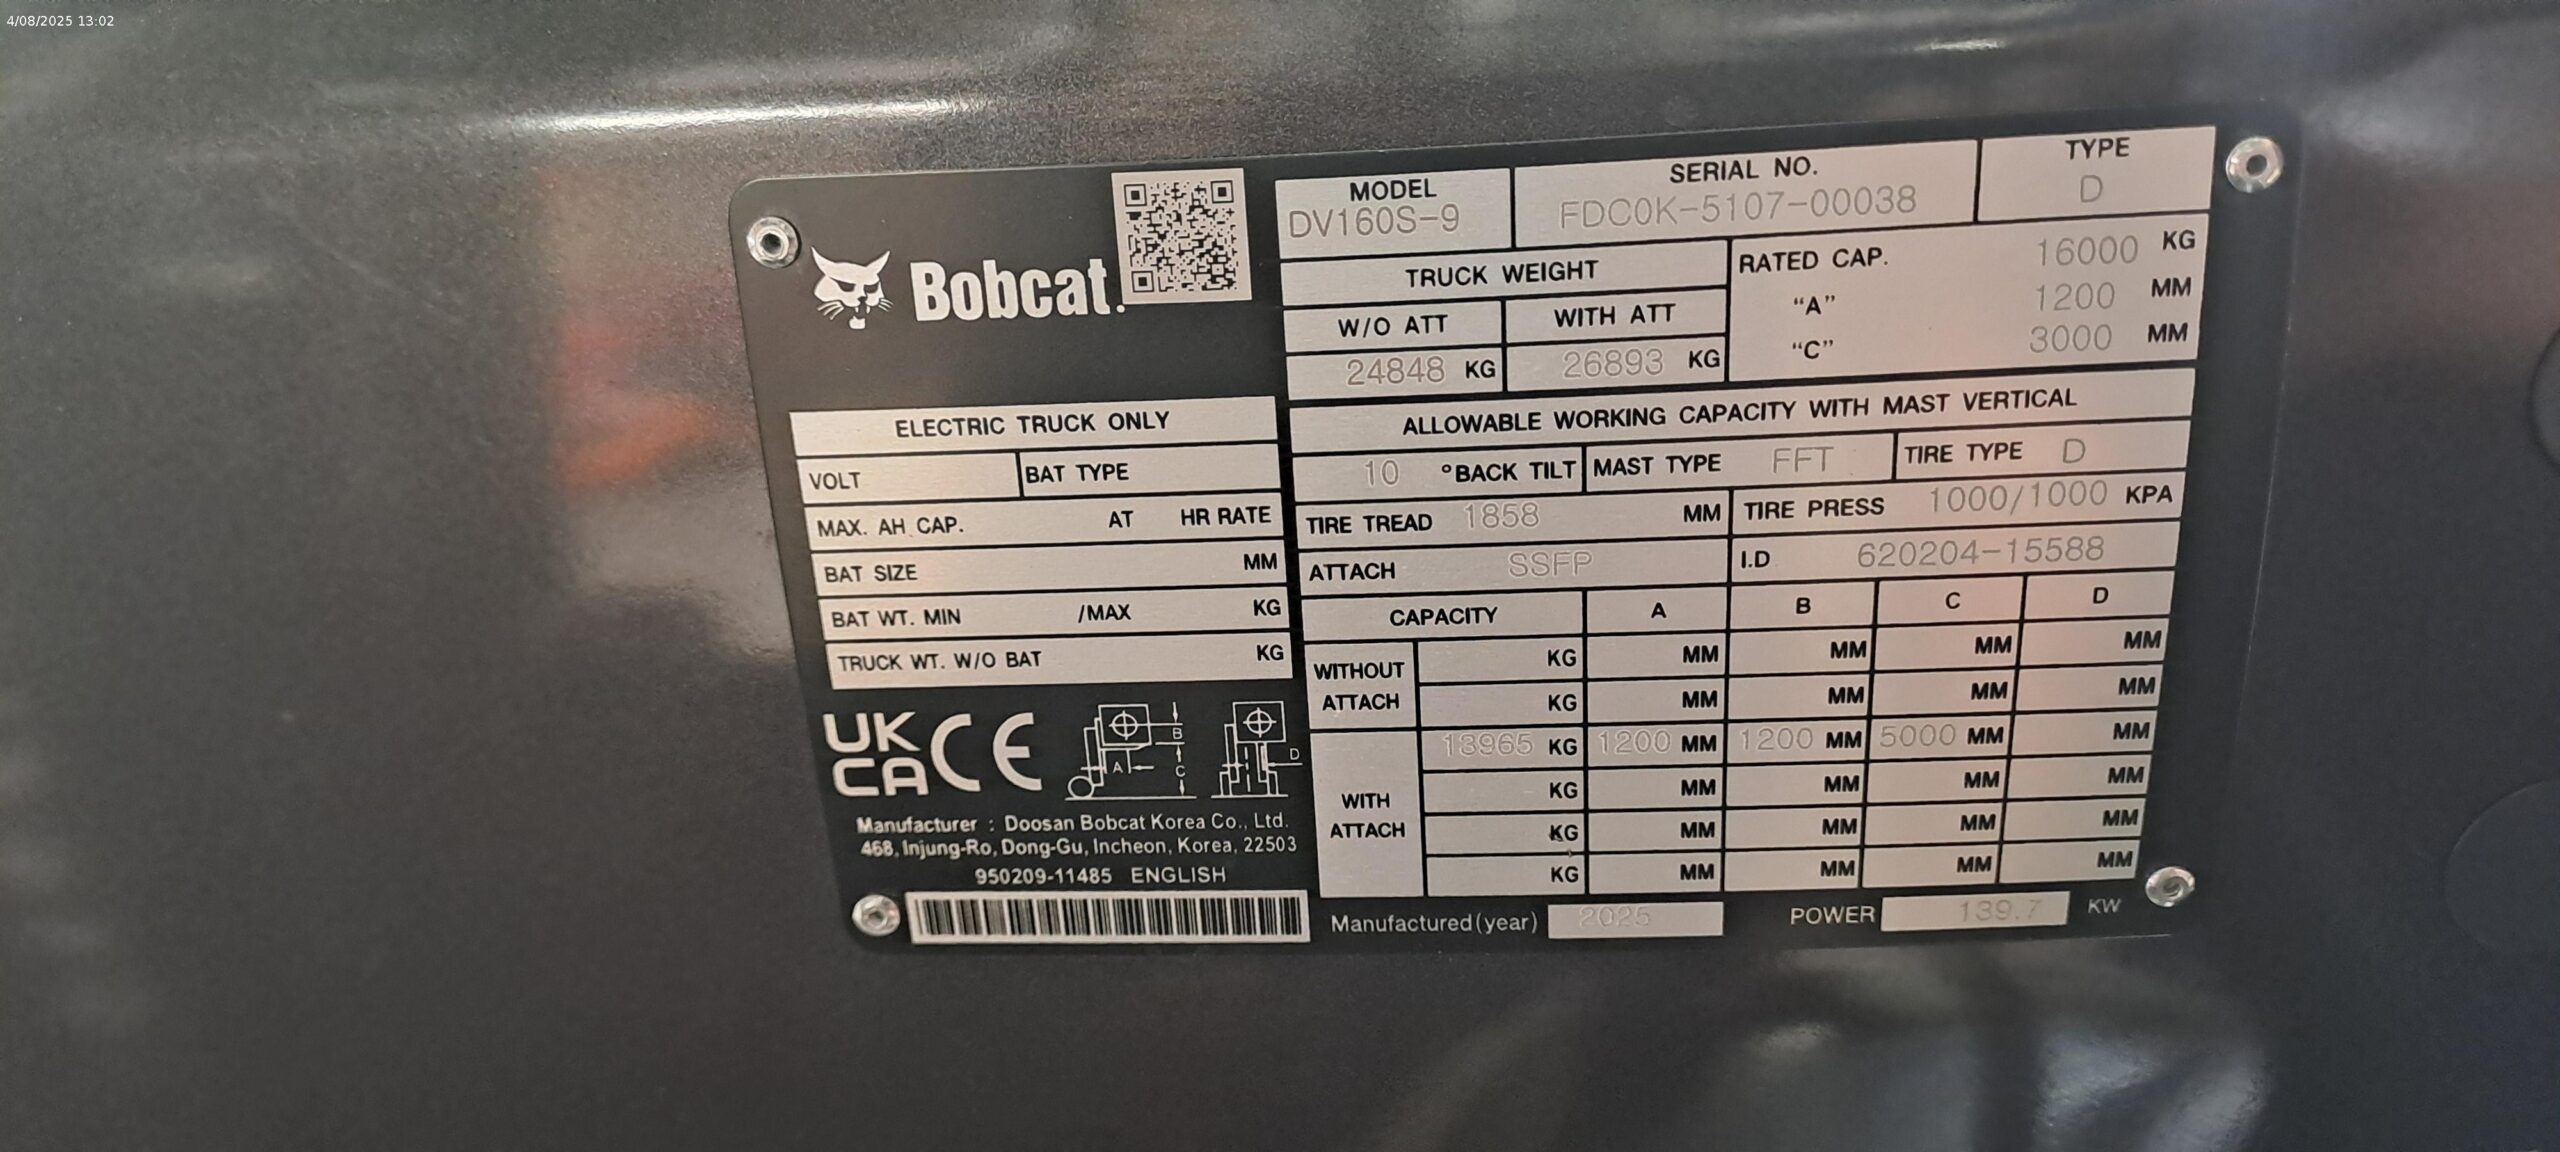 4/08/2025 13:02
Bobcat.
MODEL
DV160S-9
SERIAL NO.
FDC0K-5107-00038
TYPE
D
TRUCK WEIGHT
W/O ATT
WITH ATT
24848 KG
26893 KG
RATED CAP. 16000 KG
“A” 1200 MM
“C” 3000 MM
ELECTRIC TRUCK ONLY
VOLT BAT TYPE
MAX. AH CAP. AT HR RATE
BAT SIZE MM
BAT WT. MIN /MAX KG
TRUCK WT. W/O BAT KG
ALLOWABLE WORKING CAPACITY WITH MAST VERTICAL
10 °BACK TILT MAST TYPE FFT TIRE TYPE D
TIRE TREAD 1858 MM TIRE PRESS 1000/1000 KPA
ATTACH SSFP I.D 620204-15588
CAPACITY A B C D
WITHOUT ATTACH
KG MM MM MM MM
KG MM MM MM MM
WITH ATTACH
13965 KG 1200 MM 1200 MM 5000 MM MM
KG MM MM MM MM
KG MM MM MM MM
KG MM MM MM MM
UK
CA CE
A B C D
Manufacturer : Doosan Bobcat Korea Co., Ltd.
468, Injung-Ro, Dong-Gu, Incheon, Korea, 22503
950209-11485 ENGLISH
Manufactured (year) 2025 POWER 139.7 KW